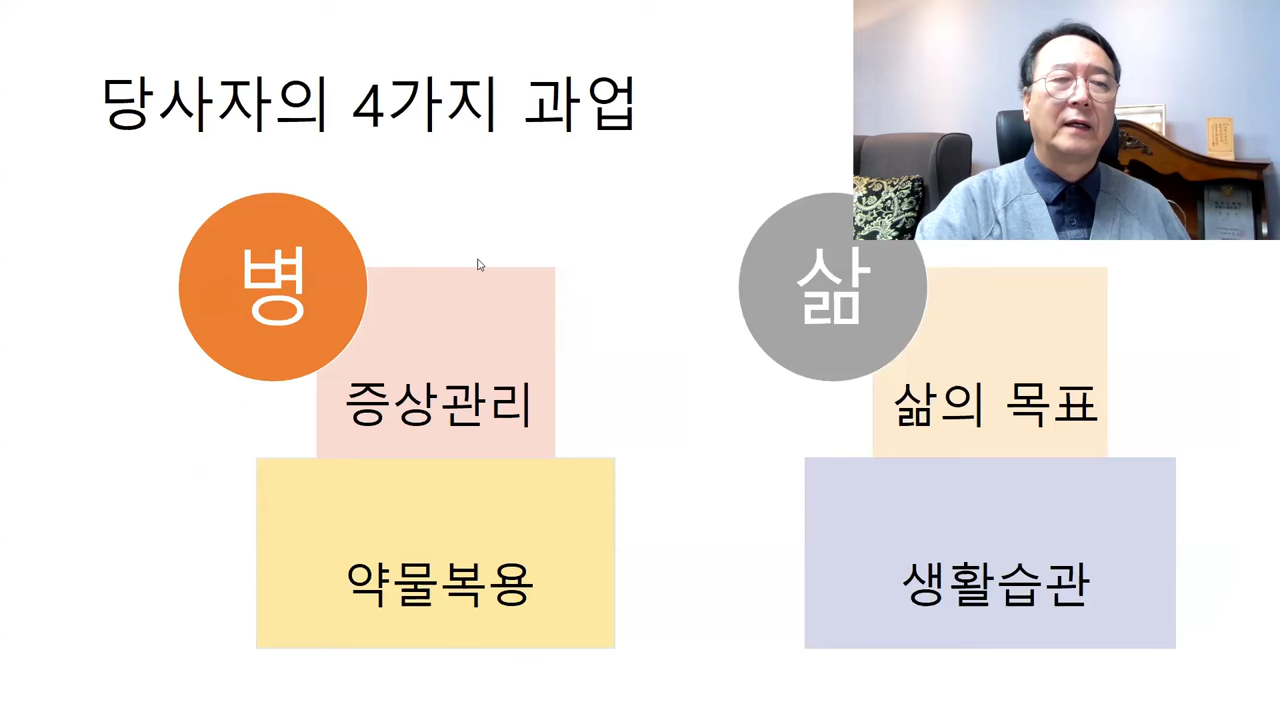 당사자의 4가지 과업
병
증상관리
약물복용
삶
삶의 목표
생활습관